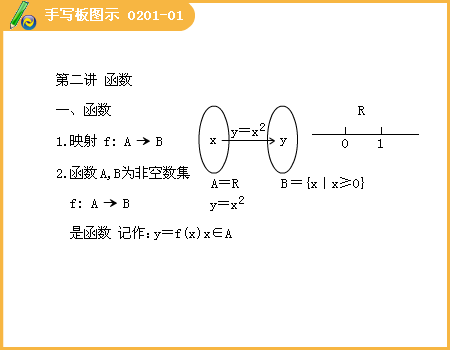 手写板图示 0201-01
第二讲 函数
一、函数
1.映射 f: A → B
2.函数A,B为非空数集
f: A → B
是函数 记作:y=f(x)x∈A
x y=x² y
A=R B={x|x≥0}
y=x²
R
0 1